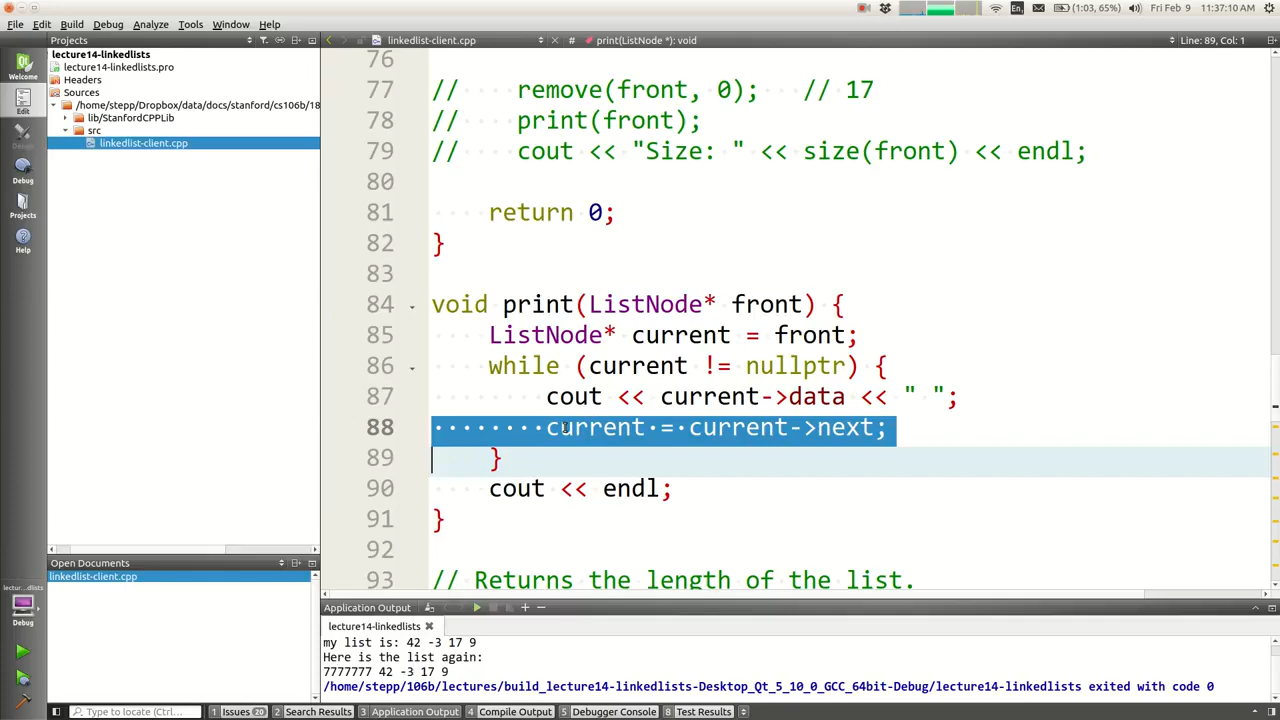 (1:03, 65%) Fri Feb 9 11:37:10 AM
File Edit Build Debug Analyze Tools Window Help
Projects
linkedlist-client.cpp # print(ListNode *): void Line: 89, Col: 1
lecture14-linkedlists
lecture14-linkedlists.pro
Headers
Sources
/home/stepp/Dropbox/data/docs/stanford/cs106b/18
lib/StanfordCPPLib
src
linkedlist-client.cpp
Welcome
Edit
Debug
Projects
Help
76
77 // remove(front, 0); // 17
78 // print(front);
79 // cout << "Size: " << size(front) << endl;
80
81 return 0;
82 }
83
84 void print(ListNode* front) {
85 ListNode* current = front;
86 while (current != nullptr) {
87 cout << current->data << " ";
88 current = current->next;
89 }
90 cout << endl;
91 }
92
93 // Returns the length of the list.
Open Documents
linkedlist-client.cpp
lectur...dlists
Debug
Application Output
lecture14-linkedlists
my list is: 42 -3 17 9
Here is the list again:
7777777 42 -3 17 9
/home/stepp/106b/lectures/build_lecture14-linkedlists-Desktop_Qt_5_10_0_GCC_64bit-Debug/lecture14-linkedlists exited with code 0
Type to locate (Ctrl+... 1 Issues 20 2 Search Results 3 Application Output 4 Compile Output 5 Debugger Console 8 Test Results